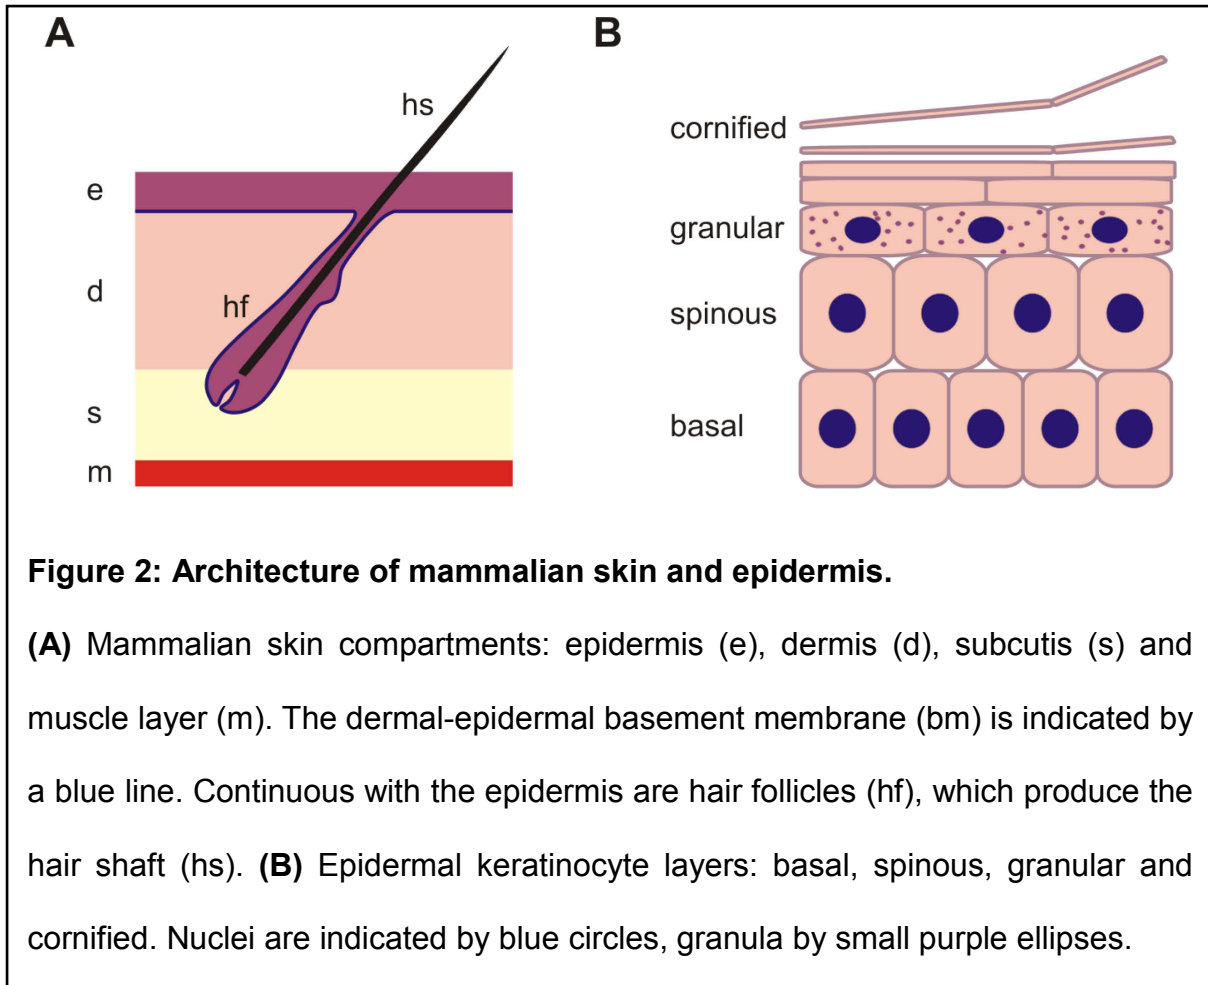 A
B
hs
cornified
e
granular
d
hf
spinous
s
basal
m
Figure 2: Architecture of mammalian skin and epidermis.
(A) Mammalian skin compartments: epidermis (e), dermis (d), subcutis (s) and
muscle layer (m). The dermal-epidermal basement membrane (bm) is indicated by
a blue line. Continuous with the epidermis are hair follicles (hf), which produce the
hair shaft (hs). (B) Epidermal keratinocyte layers: basal, spinous, granular and
cornified. Nuclei are indicated by blue circles, granula by small purple ellipses.